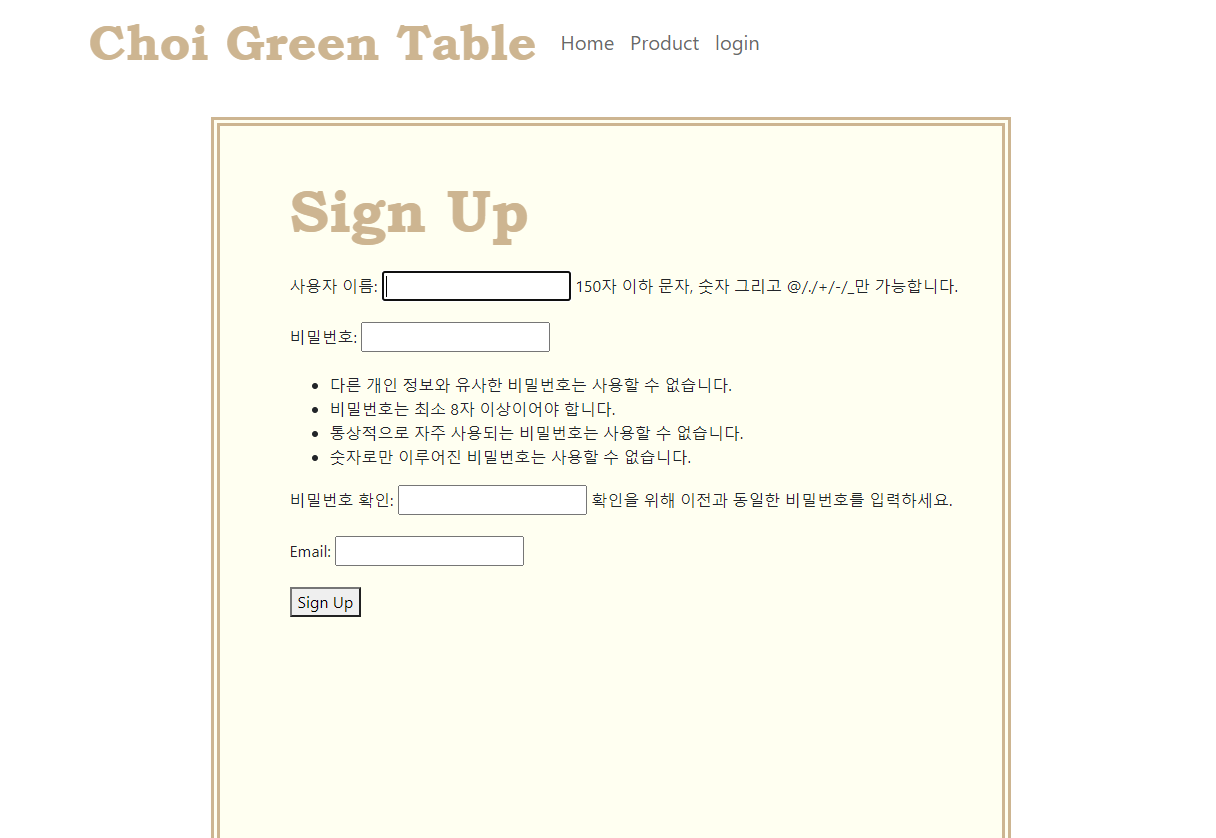 Choi Green Table Home Product login
Sign Up
사용자 이름: 150자 이하 문자, 숫자 그리고 @/./+/-/_만 가능합니다.
비밀번호:
• 다른 개인 정보와 유사한 비밀번호는 사용할 수 없습니다.
• 비밀번호는 최소 8자 이상이어야 합니다.
• 통상적으로 자주 사용되는 비밀번호는 사용할 수 없습니다.
• 숫자로만 이루어진 비밀번호는 사용할 수 없습니다.
비밀번호 확인: 확인을 위해 이전과 동일한 비밀번호를 입력하세요.
Email:
Sign Up